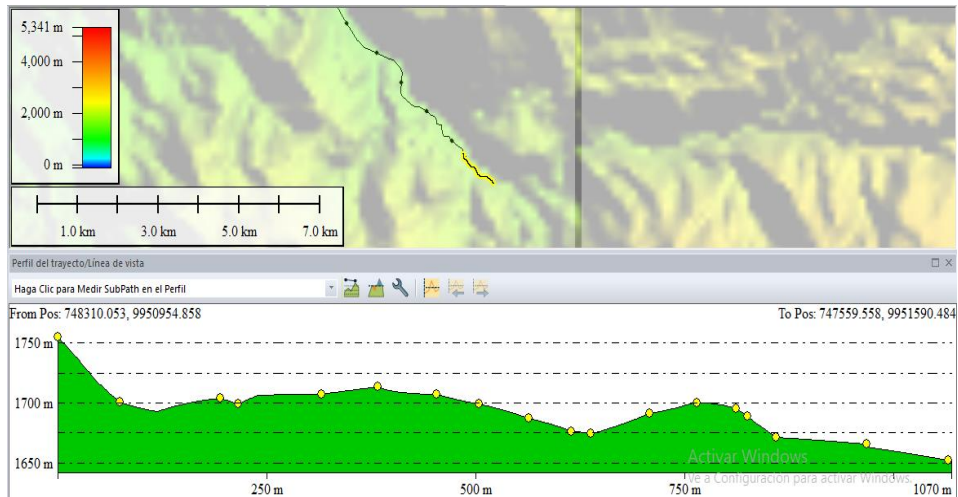 5,341 m
4,000 m
2,000 m
0 m
1.0 km 3.0 km 5.0 km 7.0 km
Perfil del trayecto/Línea de vista
Haga Clic para Medir SubPath en el Perfil
From Pos: 748310.053, 9950954.858 To Pos: 747559.558, 9951590.484
1750 m
1700 m
1650 m
Activar Windows
Ve a Configuración para activar Windows.
250 m 500 m 750 m 1070 m